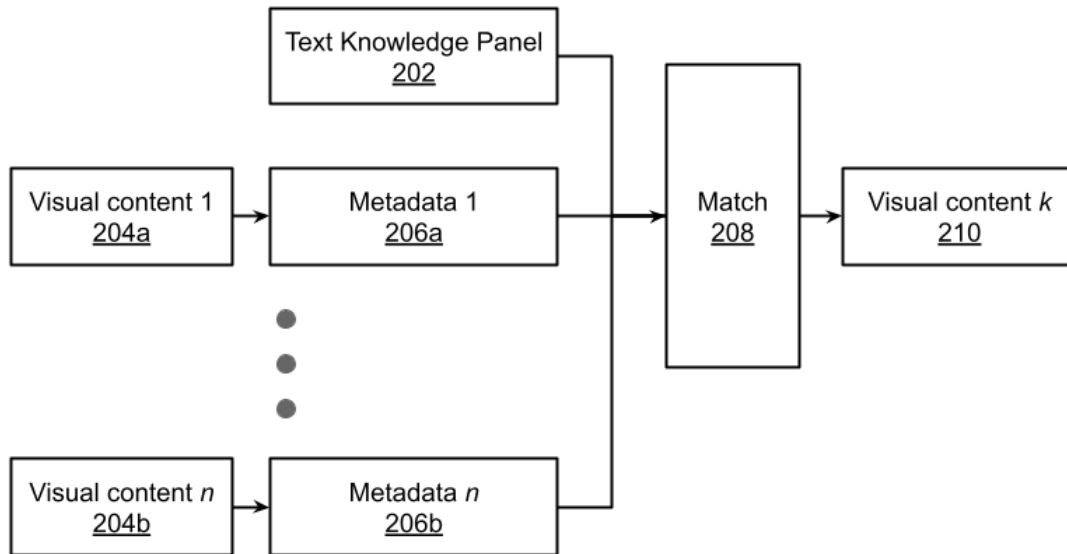 Text Knowledge Panel
202
Visual content 1
204a
Metadata 1
206a
Match
208
Visual content k
210
Visual content n
204b
Metadata n
206b